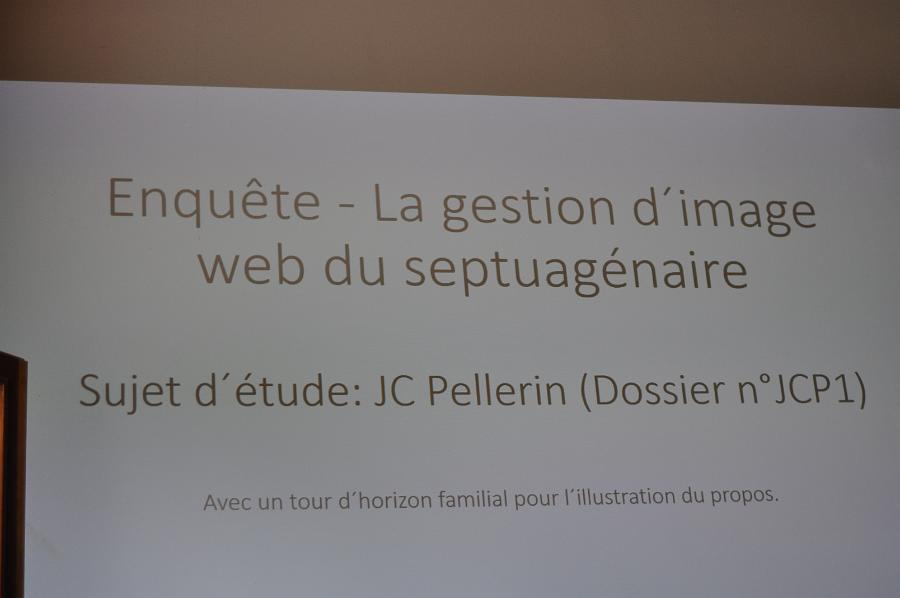 Enquête - La gestion d´image
web du septuagénaire
Sujet d´étude: JC Pellerin (Dossier n°JCP1)
Avec un tour d´horizon familial pour l´illustration du propos.